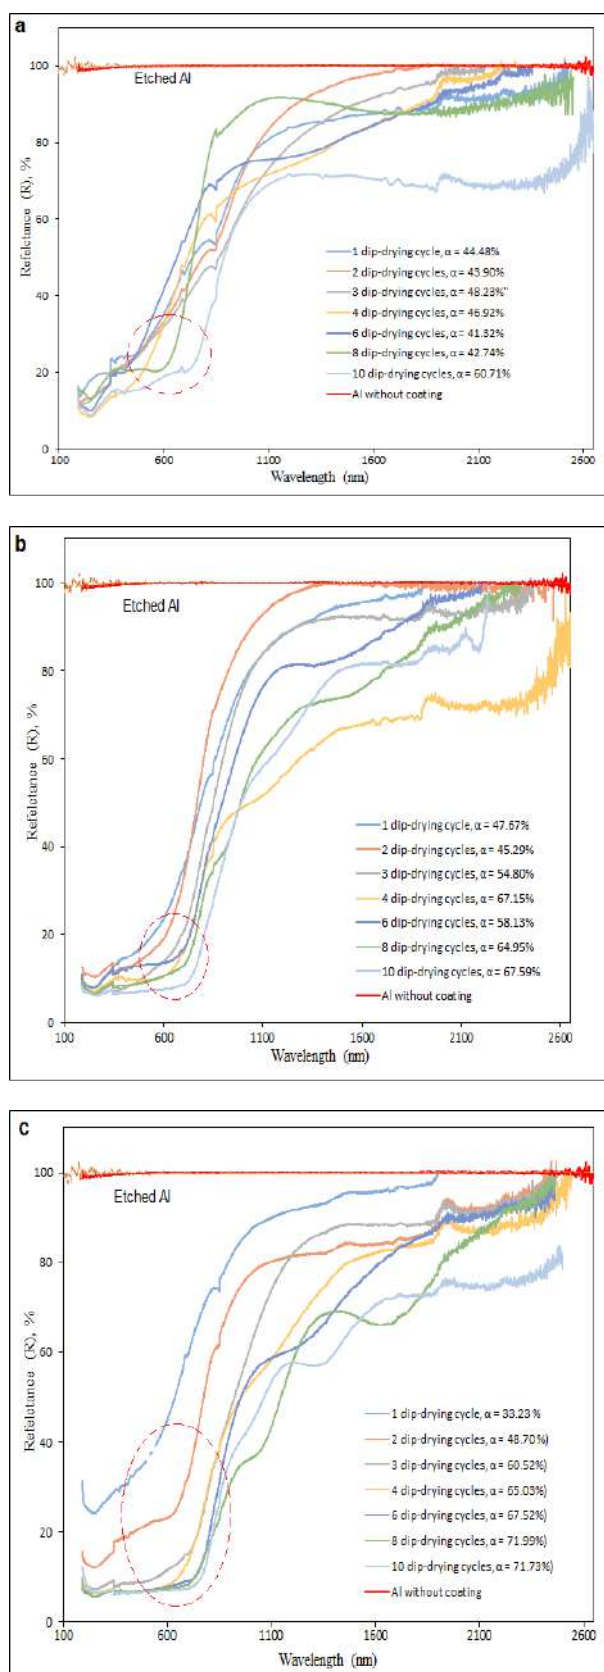 a
Refelctance (R), %
100
80
60
40
20
0
Etched Al
1 dip-drying cycle, α = 44.48%
2 dip-drying cycles, α = 43.90%
3 dip-drying cycles, α = 48.23%"
4 dip-drying cycles, α = 46.92%
6 dip-drying cycles, α = 41.32%
8 dip-drying cycles, α = 42.74%
10 dip-drying cycles, α = 60.71%
Al without coating
100 600 1100 1600 2100 2600
Wavelength (nm)
b
Refelctance (R), %
100
80
60
40
20
0
Etched Al
1 dip-drying cycle, α = 47.67%
2 dip-drying cycles, α = 45.29%
3 dip-drying cycles, α = 54.80%
4 dip-drying cycles, α = 67.15%
6 dip-drying cycles, α = 58.13%
8 dip-drying cycles, α = 64.95%
10 dip-drying cycles, α = 67.59%
Al without coating
100 600 1100 1600 2100 2600
Wavelength (nm)
c
Refelctance (R), %
100
80
60
40
20
0
Etched Al
1 dip-drying cycle, α = 33.23 %
2 dip-drying cycles, α = 48.70%)
3 dip-drying cycles, α = 60.52%)
4 dip-drying cycles, α = 65.03%)
6 dip-drying cycles, α = 67.52%)
8 dip-drying cycles, α = 71.99%)
10 dip-drying cycles, α = 71.73%)
Al without coating
100 600 1100 1600 2100 2600
Wavelength (nm)